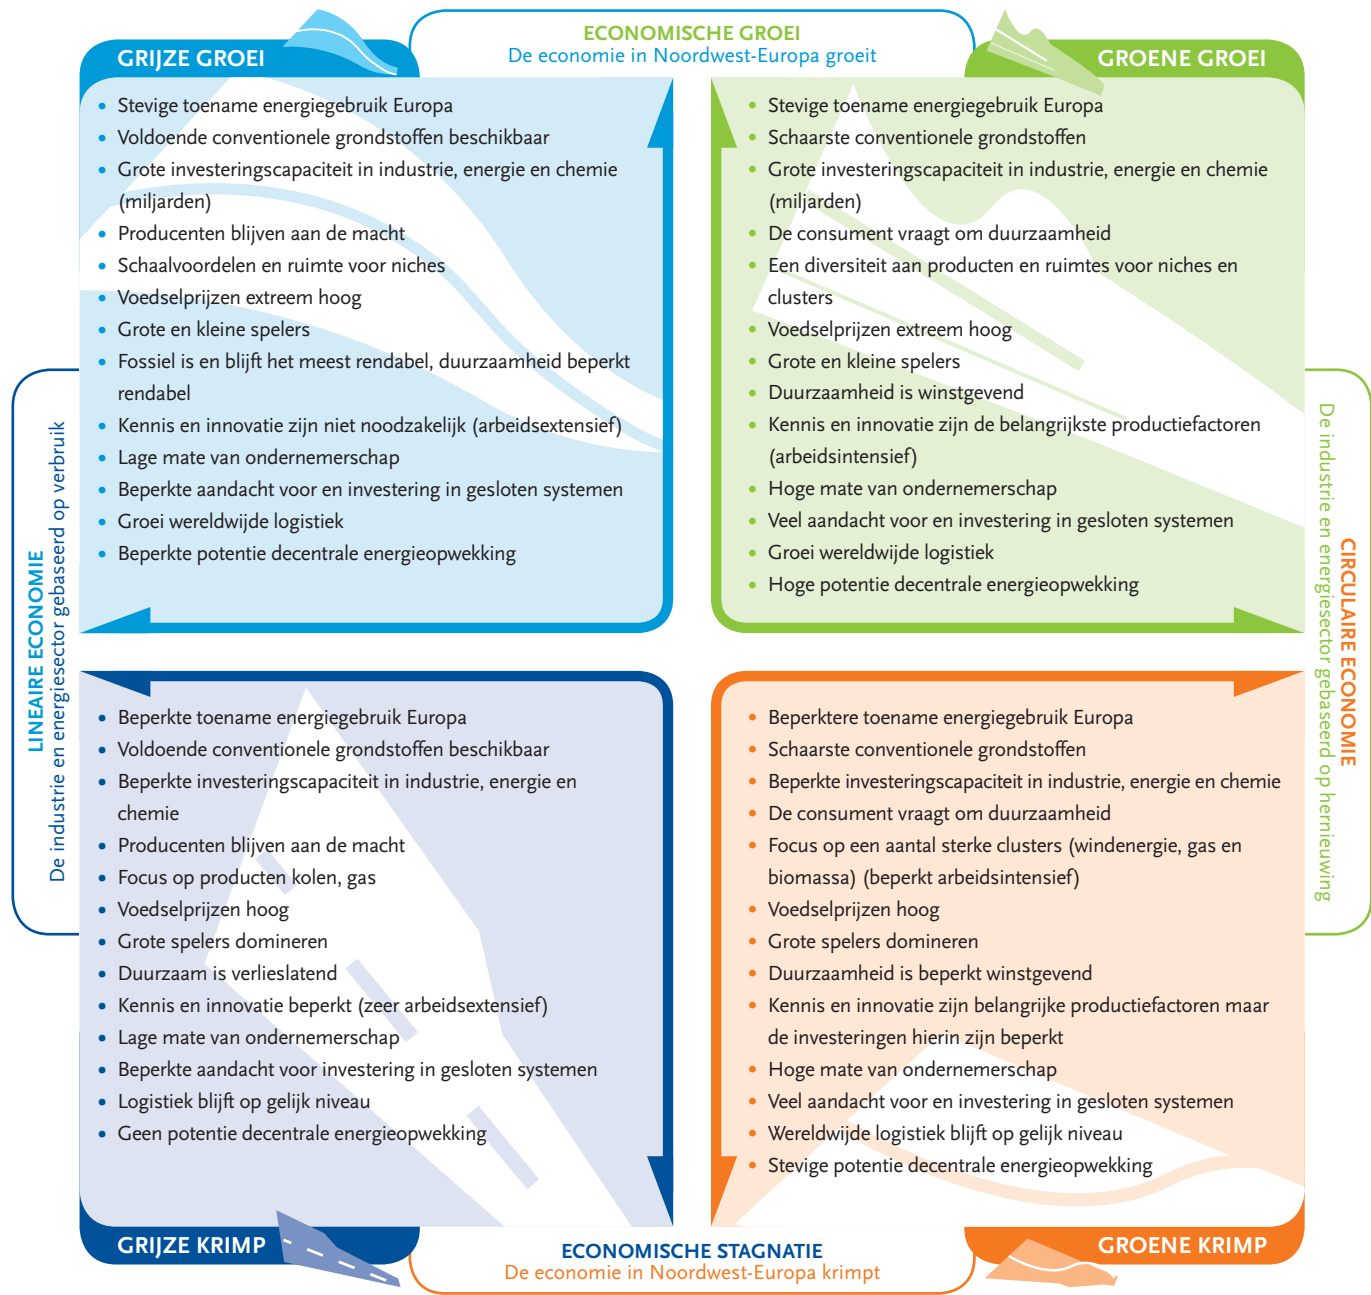 ECONOMISCHE GROEI
De economie in Noordwest-Europa groeit
GRIJZE GROEI
• Stevige toename energiegebruik Europa
• Voldoende conventionele grondstoffen beschikbaar
• Grote investeringscapaciteit in industrie, energie en chemie
(miljarden)
• Producenten blijven aan de macht
• Schaalvoordelen en ruimte voor niches
• Voedselprijzen extreem hoog
• Grote en kleine spelers
• Fossiel is en blijft het meest rendabel, duurzaamheid beperkt
rendabel
• Kennis en innovatie zijn niet noodzakelijk (arbeidsextensief)
• Lage mate van ondernemerschap
• Beperkte aandacht voor en investering in gesloten systemen
• Groei wereldwijde logistiek
• Beperkte potentie decentrale energieopwekking
GROENE GROEI
• Stevige toename energiegebruik Europa
• Schaarste conventionele grondstoffen
• Grote investeringscapaciteit in industrie, energie en chemie
(miljarden)
• De consument vraagt om duurzaamheid
• Een diversiteit aan producten en ruimtes voor niches en
clusters
• Voedselprijzen extreem hoog
• Grote en kleine spelers
• Duurzaamheid is winstgevend
• Kennis en innovatie zijn de belangrijkste productiefactoren
(arbeidsintensief)
• Hoge mate van ondernemerschap
• Veel aandacht voor en investering in gesloten systemen
• Groei wereldwijde logistiek
• Hoge potentie decentrale energieopwekking
LINEAIRE ECONOMIE
De industrie en energiesector gebaseerd op verbruik
CIRCULAIRE ECONOMIE
De industrie en energiesector gebaseerd op hernieuwing
• Beperkte toename energiegebruik Europa
• Voldoende conventionele grondstoffen beschikbaar
• Beperkte investeringscapaciteit in industrie, energie en
chemie
• Producenten blijven aan de macht
• Focus op producten kolen, gas
• Voedselprijzen hoog
• Grote spelers domineren
• Duurzaam is verlieslatend
• Kennis en innovatie beperkt (zeer arbeidsextensief)
• Lage mate van ondernemerschap
• Beperkte aandacht voor investering in gesloten systemen
• Logistiek blijft op gelijk niveau
• Geen potentie decentrale energieopwekking
GRIJZE KRIMP
• Beperktere toename energiegebruik Europa
• Schaarste conventionele grondstoffen
• Beperkte investeringscapaciteit in industrie, energie en chemie
• De consument vraagt om duurzaamheid
• Focus op een aantal sterke clusters (windenergie, gas en
biomassa) (beperkt arbeidsintensief)
• Voedselprijzen hoog
• Grote spelers domineren
• Duurzaamheid is beperkt winstgevend
• Kennis en innovatie zijn belangrijke productiefactoren maar
de investeringen hierin zijn beperkt
• Hoge mate van ondernemerschap
• Veel aandacht voor en investering in gesloten systemen
• Wereldwijde logistiek blijft op gelijk niveau
• Stevige potentie decentrale energieopwekking
GROENE KRIMP
ECONOMISCHE STAGNATIE
De economie in Noordwest-Europa krimpt